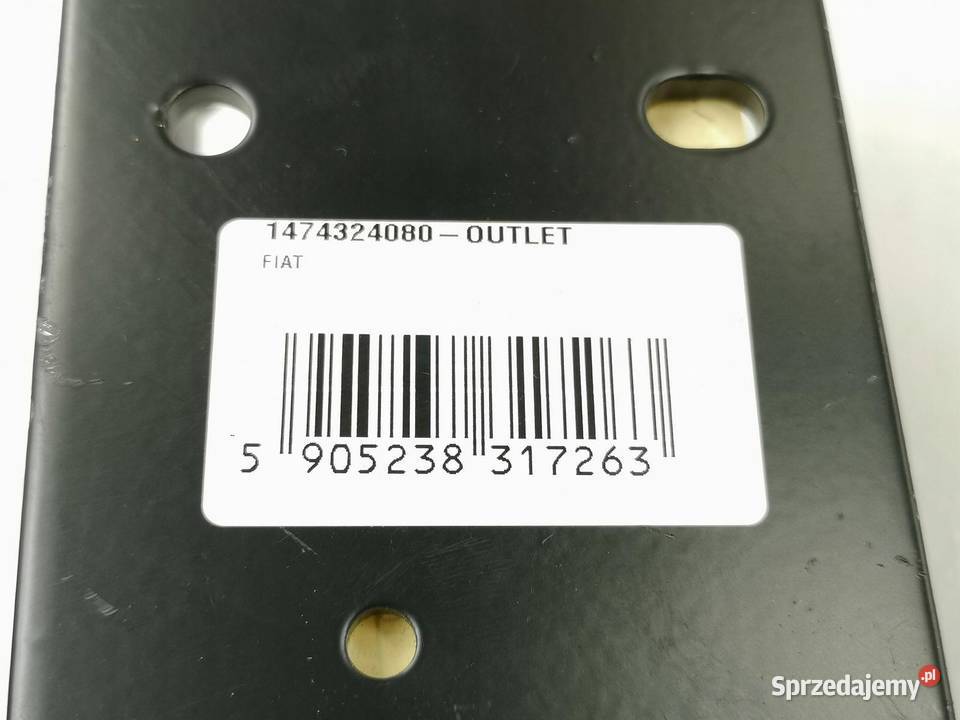 1474324080-OUTLET
FIAT
5 905238 317263
Sprzedajemy.pl